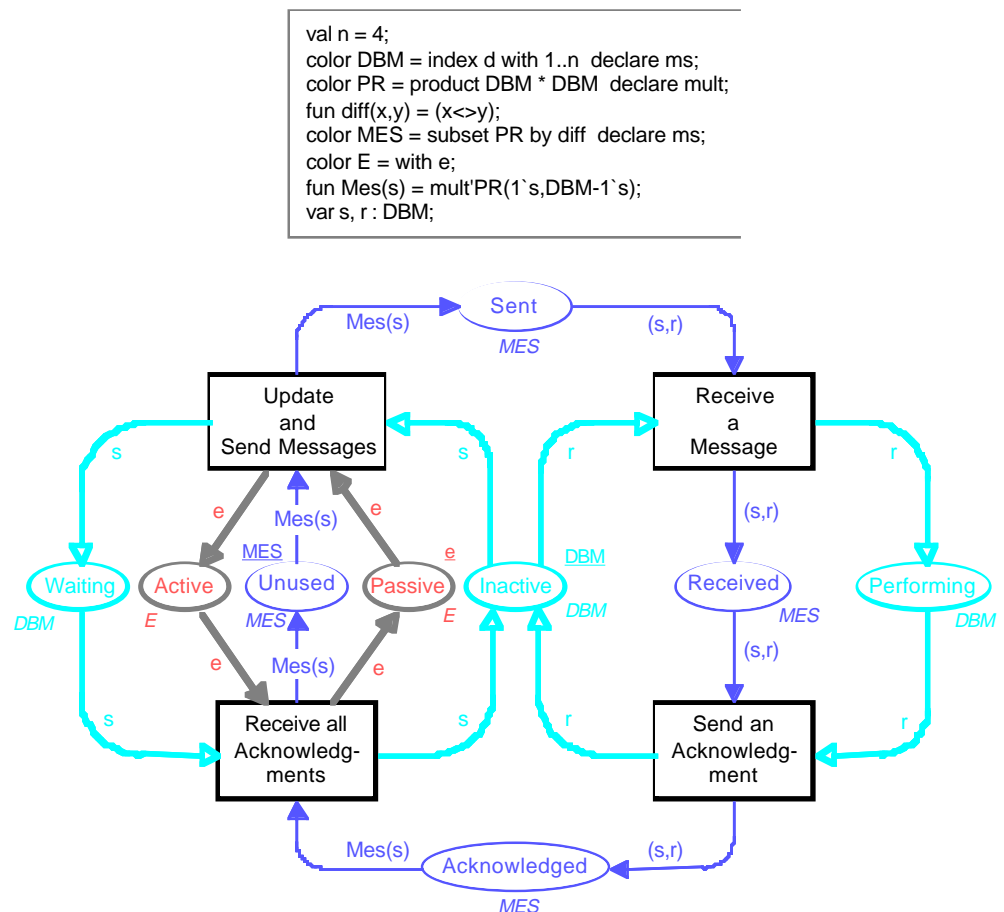 val n = 4;
color DBM = index d with 1..n declare ms;
color PR = product DBM * DBM declare mult;
fun diff(x,y) = (x<>y);
color MES = subset PR by diff declare ms;
color E = with e;
fun Mes(s) = mult'PR(1`s,DBM-1`s);
var s, r : DBM;
Sent
Mes(s)
(s,r)
MES
Update
and
Send Messages
Receive
a
Message
s
s
r
r
e
Mes(s)
e
(s,r)
MES
e
DBM
Waiting
Active
Unused
Passive
Inactive
Received
Performing
DBM
E
MES
E
DBM
MES
DBM
e
Mes(s)
e
(s,r)
s
s
r
r
Receive all
Acknowledg-
ments
Send an
Acknowledg-
ment
Mes(s)
Acknowledged
(s,r)
MES